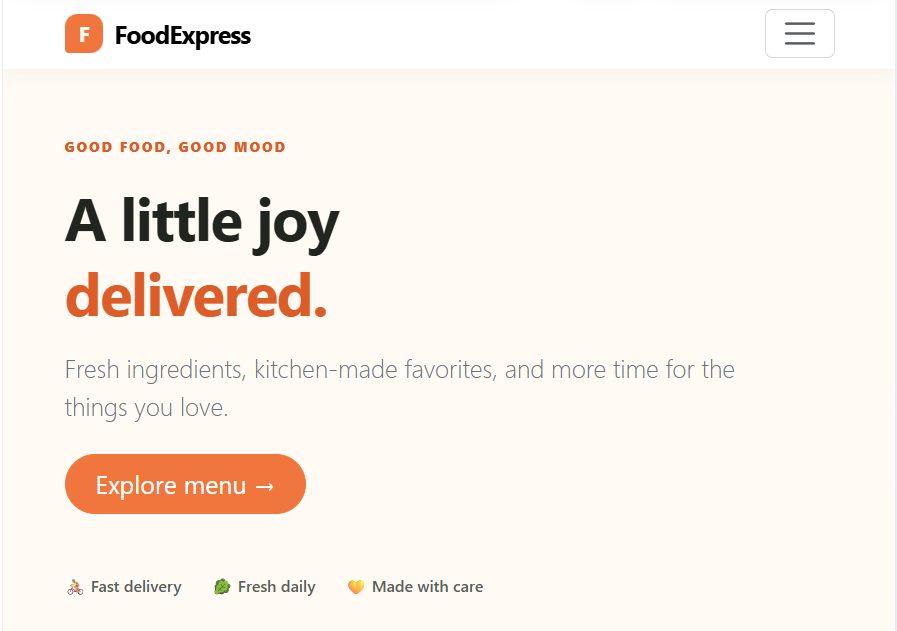 F FoodExpress
GOOD FOOD, GOOD MOOD
A little joy
delivered.
Fresh ingredients, kitchen-made favorites, and more time for the
things you love.
Explore menu →
Fast delivery Fresh daily Made with care